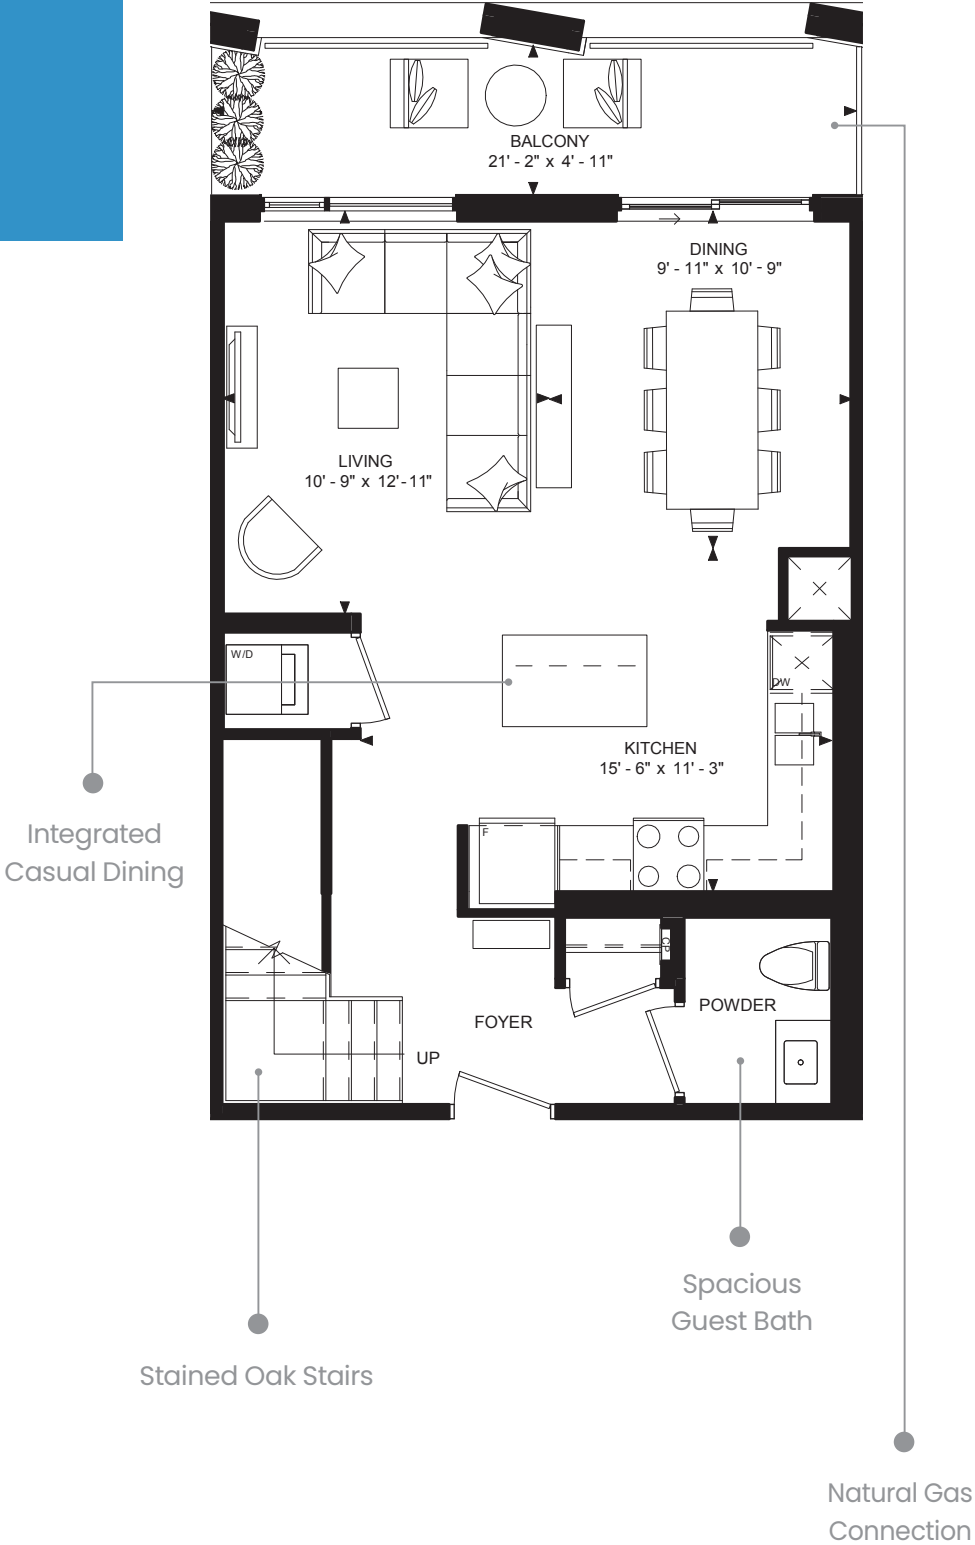 BALCONY
21' - 2" x 4' - 11"
DINING
9' - 11" x 10' - 9"
LIVING
10' - 9" x 12' - 11"
W/D
DW
KITCHEN
15' - 6" x 11' - 3"
Integrated
Casual Dining
F
CP
POWDER
FOYER
UP
Spacious
Guest Bath
Stained Oak Stairs
Natural Gas
Connection